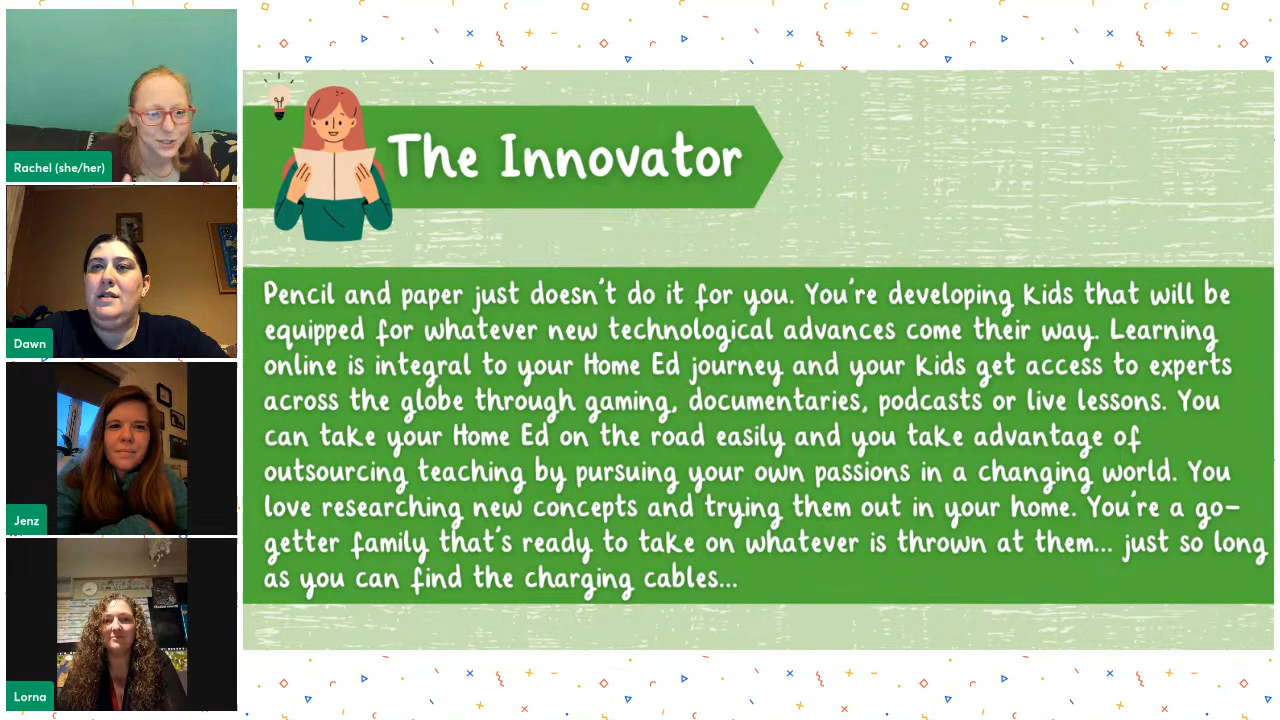 Rachel (she/her)
Dawn
Jenz
Lorna
The Innovator
Pencil and paper just doesn't do it for you. You're developing kids that will be
equipped for whatever new technological advances come their way. Learning
online is integral to your Home Ed journey and your kids get access to experts
across the globe through gaming, documentaries, podcasts or live lessons. You
can take your Home Ed on the road easily and you take advantage of
outsourcing teaching by pursuing your own passions in a changing world. You
love researching new concepts and trying them out in your home. You're a go-
getter family that's ready to take on whatever is thrown at them... just so long
as you can find the charging cables...